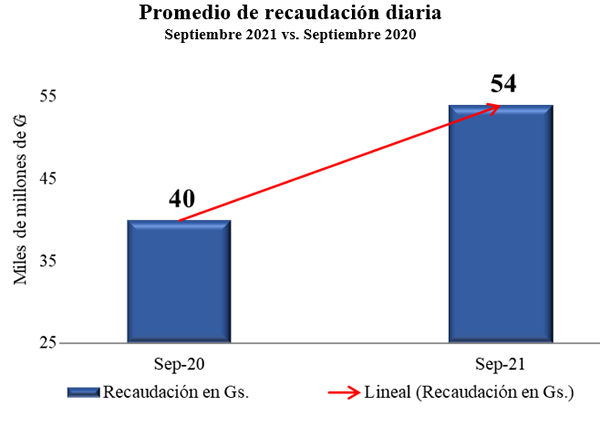 Promedio de recaudación diaria
Septiembre 2021 vs. Septiembre 2020
Miles de millones de ₲
55
45
35
25
40
54
Sep-20
Sep-21
Recaudación en Gs.
Lineal (Recaudación en Gs.)